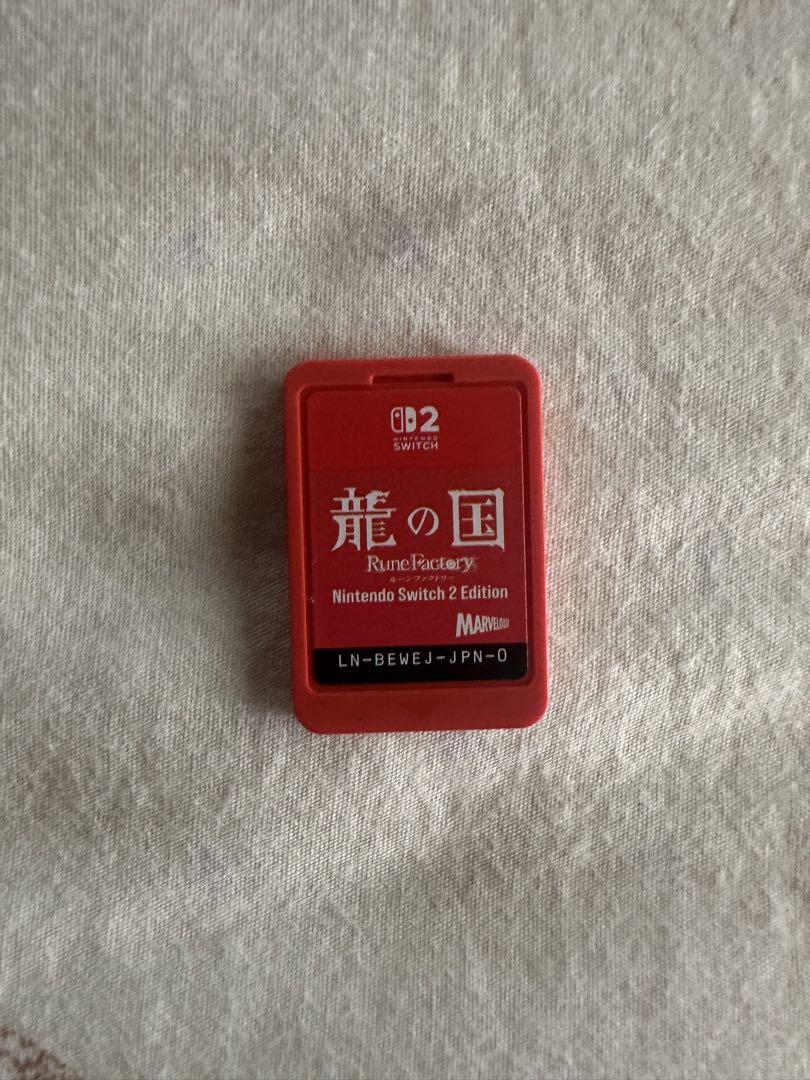 2
NINTENDO
SWITCH
龍の国
Rune Factory
ルーンファクトリー
Nintendo Switch 2 Edition
MARVELOUS
LN-BEWEJ-JPN-0